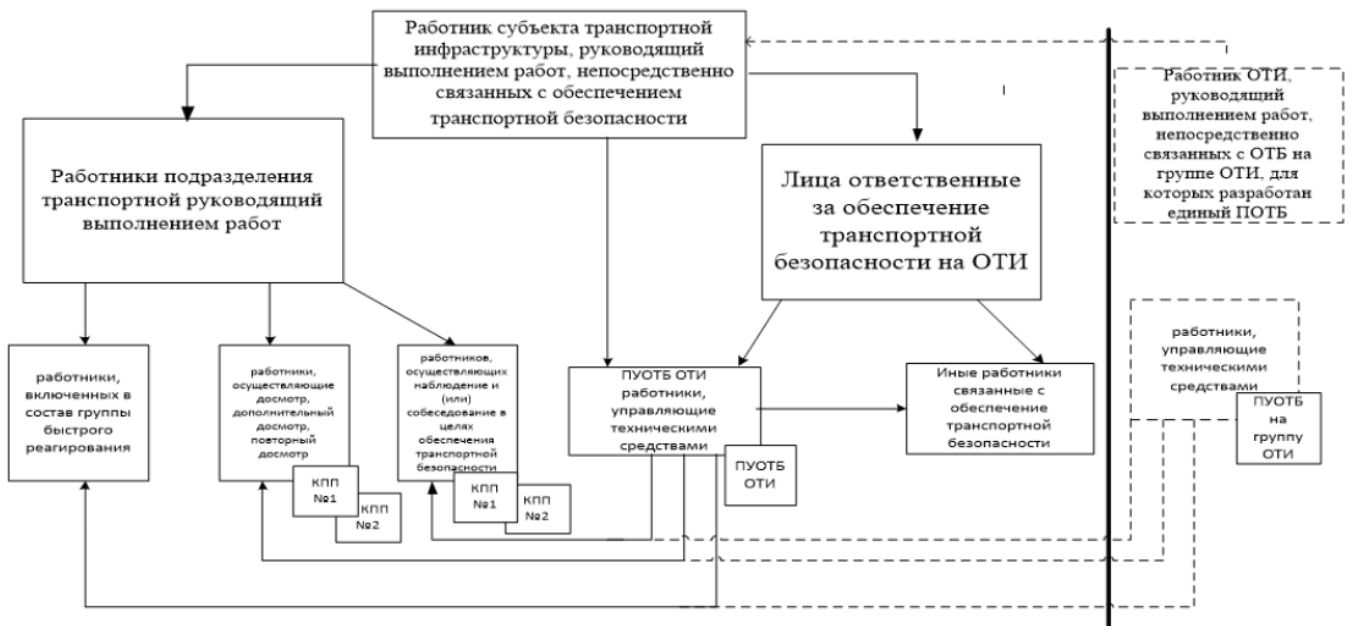 Работник субъекта транспортной
инфраструктуры, руководящий
выполнением работ, непосредственно
связанных с обеспечением
транспортной безопасности
Работник ОТИ,
руководящий
выполнением работ,
непосредственно
связанных с ОТБ на
группе ОТИ, для
которых разработан
единый ПОТБ
Работники подразделения
транспортной руководящий
выполнением работ
Лица ответственные
за обеспечение
транспортной
безопасности на ОТИ
работники,
включенных в
состав группы
быстрого
реагирования
работники,
осуществляющие
досмотр,
дополнительный
досмотр,
повторный
досмотр
КПП
№1
КПП
№2
работников,
осуществляющих
наблюдение и
(или)
собеседование в
целях
обеспечения
транспортной
безопасности
КПП
№1
КПП
№2
ПУОТБ ОТИ
работники,
управляющие
техническими
средствами
ПУОТБ
ОТИ
Иные работники
связанные с
обеспечение
транспортной
безопасности
работники,
управляющие
техническими
средствами
ПУОТБ
на
группу
ОТИ